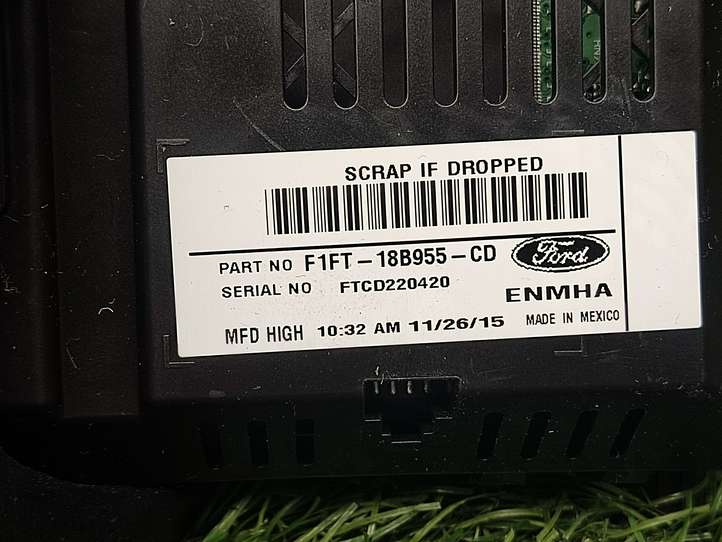 SCRAP IF DROPPED
PART NO F1FT-18B955-CD Ford
SERIAL NO FTCD220420 ENMHA
MFD HIGH 10:32 AM 11/26/15 MADE IN MEXICO